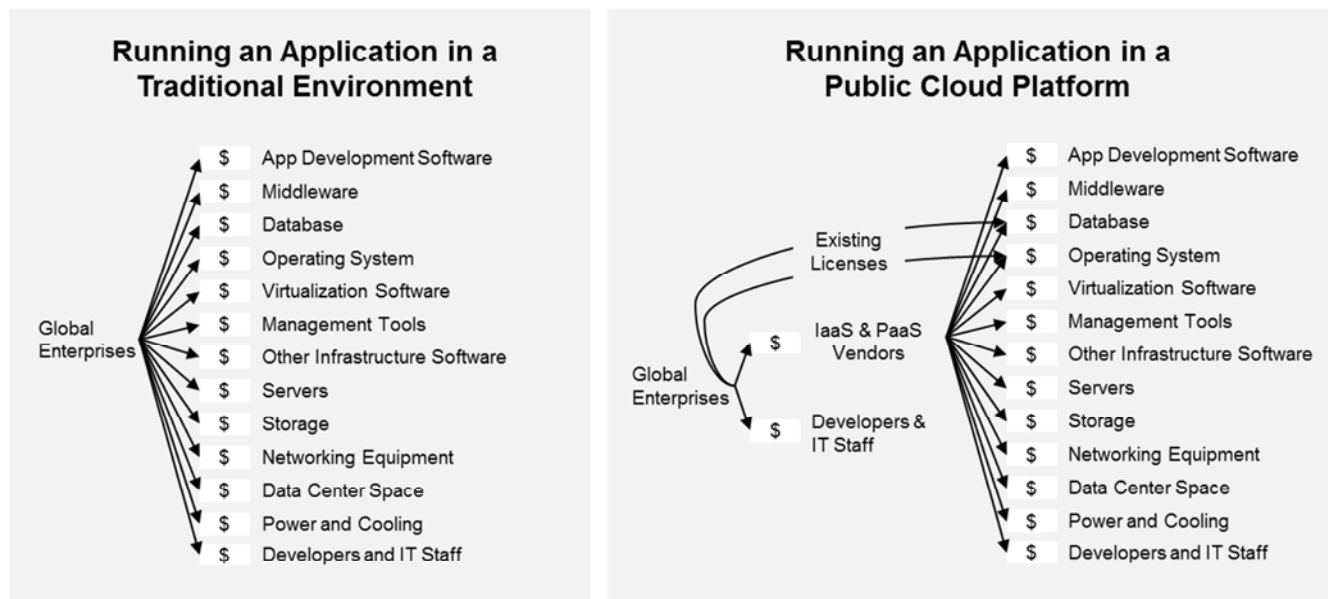 Running an Application in a
Traditional Environment
$ App Development Software
$ Middleware
$ Database
$ Operating System
$ Virtualization Software
Global
Enterprises
$ Management Tools
$ Other Infrastructure Software
$ Servers
$ Storage
$ Networking Equipment
$ Data Center Space
$ Power and Cooling
$ Developers and IT Staff
Running an Application in a
Public Cloud Platform
Existing
Licenses
Global
Enterprises
$ IaaS & PaaS
Vendors
$ Developers &
IT Staff
$ App Development Software
$ Middleware
$ Database
$ Operating System
$ Virtualization Software
$ Management Tools
$ Other Infrastructure Software
$ Servers
$ Storage
$ Networking Equipment
$ Data Center Space
$ Power and Cooling
$ Developers and IT Staff